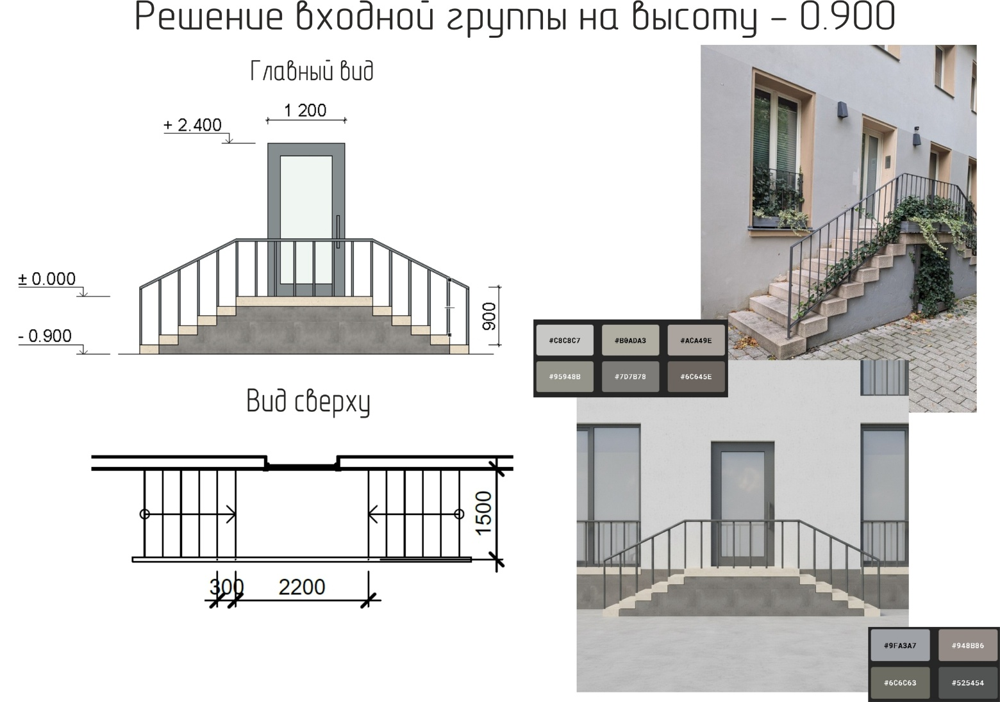 Решение входной группы на высоту - 0.900
Главный вид
1 200
+ 2.400
± 0.000
- 0.900
900
Вид сверху
1500
300
2200
#C8C8C7
#B0ADA3
#ACA49E
#95948B
#7D7B78
#6C645E
#9FA3A7
#948B86
#6C6C63
#525454